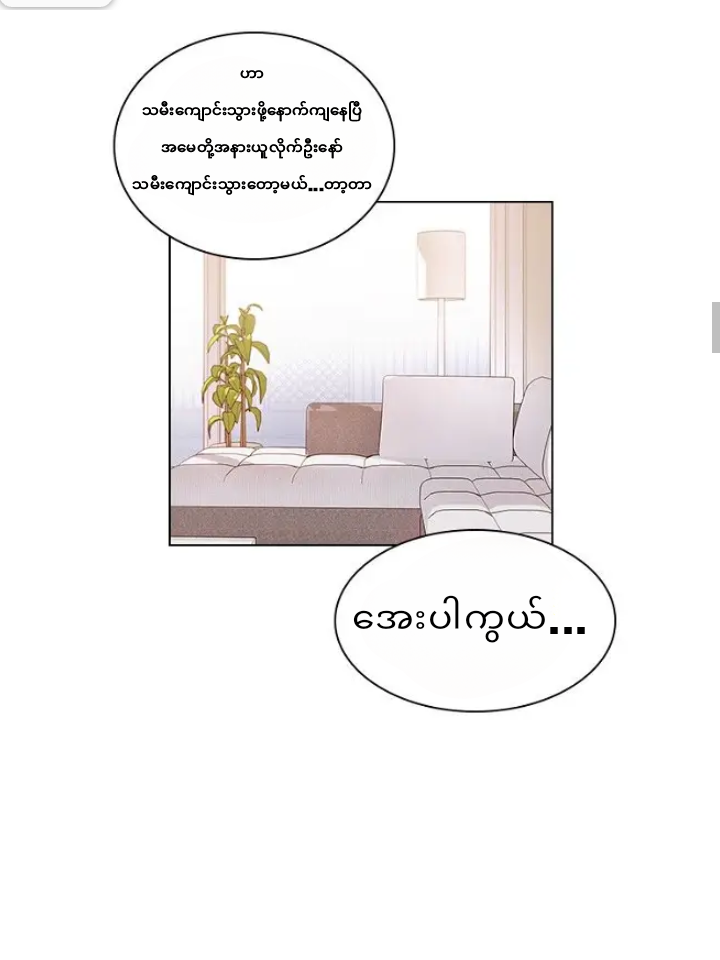 ဟာ
သမီးကျောင်းသွားဖို့နောက်ကျနေပြီ
အမေတို့အနားယူလိုက်ဦးနော်
သမီးကျောင်းသွားတော့မယ်...တာ့တာ
အေးပါကွယ်...